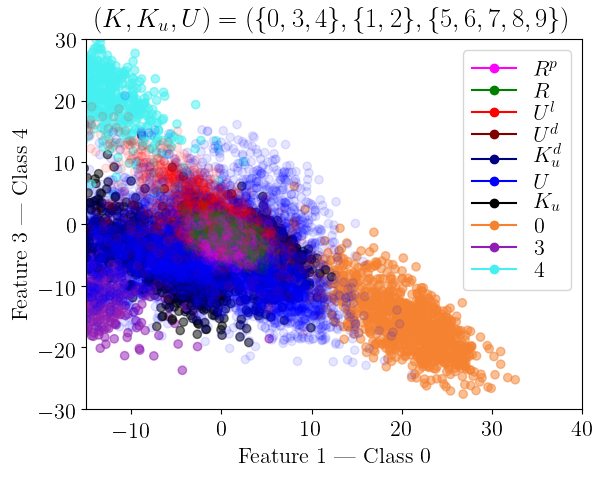 (K, K_u, U) = ({0, 3, 4}, {1, 2}, {5, 6, 7, 8, 9})
30
20
10
0
−10
−20
−30
Feature 3 — Class 4
R^p
R
U^l
U^d
K_u^d
U
K_u
0
3
4
−10 0 10 20 30 40
Feature 1 — Class 0